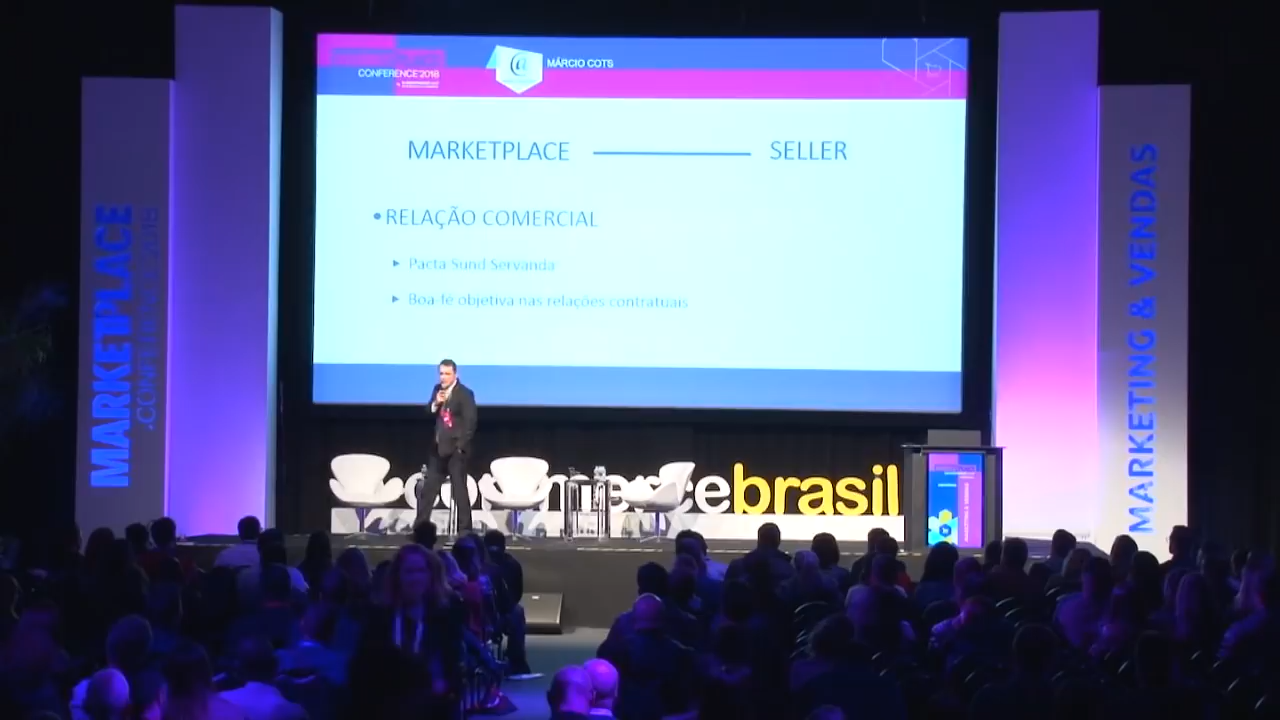 CONFERENCE'2018
MÁRCIO COTS
MARKETPLACE
SELLER
•RELAÇÃO COMERCIAL
Pacta Sund Servanda
Boa-fé objetiva nas relações contratuais
MARKETPLACE
.CONFERENCE'2018
MARKETING & VENDAS
brasil